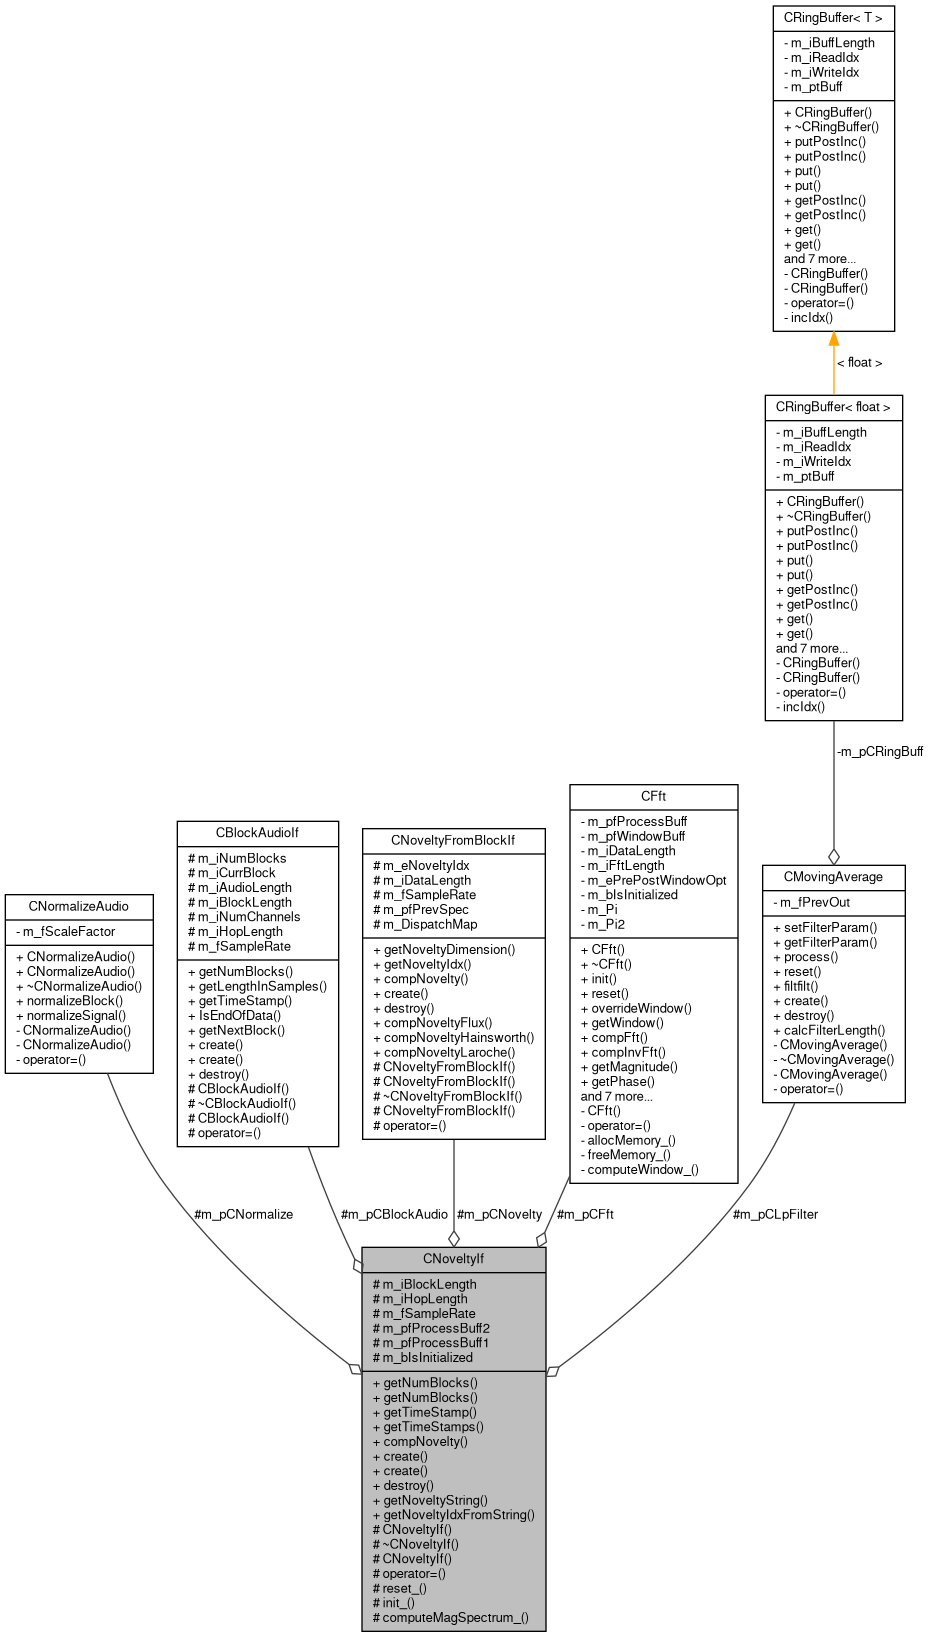 CRingBuffer< T >
- m_iBuffLength
- m_iReadIdx
- m_iWriteIdx
- m_ptBuff
+ CRingBuffer()
+ ~CRingBuffer()
+ putPostInc()
+ putPostInc()
+ put()
+ put()
+ getPostInc()
+ getPostInc()
+ get()
+ get()
and 7 more...
- CRingBuffer()
- CRingBuffer()
- operator=()
- incIdx()
< float >
CRingBuffer< float >
- m_iBuffLength
- m_iReadIdx
- m_iWriteIdx
- m_ptBuff
+ CRingBuffer()
+ ~CRingBuffer()
+ putPostInc()
+ putPostInc()
+ put()
+ put()
+ getPostInc()
+ getPostInc()
+ get()
+ get()
and 7 more...
- CRingBuffer()
- CRingBuffer()
- operator=()
- incIdx()
-m_pCRingBuff
CNormalizeAudio
- m_fScaleFactor
+ CNormalizeAudio()
+ CNormalizeAudio()
+ ~CNormalizeAudio()
+ normalizeBlock()
+ normalizeSignal()
- CNormalizeAudio()
- CNormalizeAudio()
- operator=()
CBlockAudioIf
# m_iNumBlocks
# m_iCurrBlock
# m_iAudioLength
# m_iBlockLength
# m_iNumChannels
# m_iHopLength
# m_fSampleRate
+ getNumBlocks()
+ getLengthInSamples()
+ getTimeStamp()
+ IsEndOfData()
+ getNextBlock()
+ create()
+ create()
+ destroy()
# CBlockAudioIf()
# ~CBlockAudioIf()
# CBlockAudioIf()
# operator=()
CNoveltyFromBlockIf
# m_eNoveltyIdx
# m_iDataLength
# m_fSampleRate
# m_pfPrevSpec
# m_DispatchMap
+ getNoveltyDimension()
+ getNoveltyIdx()
+ compNovelty()
+ create()
+ destroy()
+ compNoveltyFlux()
+ compNoveltyHainsworth()
+ compNoveltyLaroche()
# CNoveltyFromBlockIf()
# CNoveltyFromBlockIf()
# ~CNoveltyFromBlockIf()
# CNoveltyFromBlockIf()
# operator=()
CFft
- m_pfProcessBuff
- m_pfWindowBuff
- m_iDataLength
- m_iFftLength
- m_ePrePostWindowOpt
- m_bIsInitialized
- m_Pi
- m_Pi2
+ CFft()
+ ~CFft()
+ init()
+ reset()
+ overrideWindow()
+ getWindow()
+ compFft()
+ compInvFft()
+ getMagnitude()
+ getPhase()
and 7 more...
- CFft()
- operator=()
- allocMemory_()
- freeMemory_()
- computeWindow_()
CMovingAverage
- m_fPrevOut
+ setFilterParam()
+ getFilterParam()
+ process()
+ reset()
+ filtfilt()
+ create()
+ destroy()
+ calcFilterLength()
- CMovingAverage()
- ~CMovingAverage()
- CMovingAverage()
- operator=()
#m_pCNormalize
#m_pCBlockAudio
#m_pCNovelty
#m_pCFft
#m_pCLpFilter
CNoveltyIf
# m_iBlockLength
# m_iHopLength
# m_fSampleRate
# m_pfProcessBuff2
# m_pfProcessBuff1
# m_bIsInitialized
+ getNumBlocks()
+ getNumBlocks()
+ getTimeStamp()
+ getTimeStamps()
+ compNovelty()
+ create()
+ create()
+ destroy()
+ getNoveltyString()
+ getNoveltyIdxFromString()
# CNoveltyIf()
# ~CNoveltyIf()
# CNoveltyIf()
# operator=()
# reset_()
# init_()
# computeMagSpectrum_()